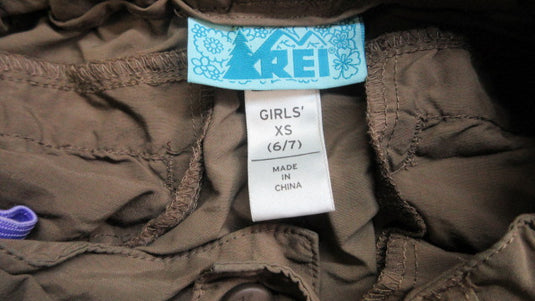 REI
GIRLS'
XS
(6/7)
MADE
IN
CHINA